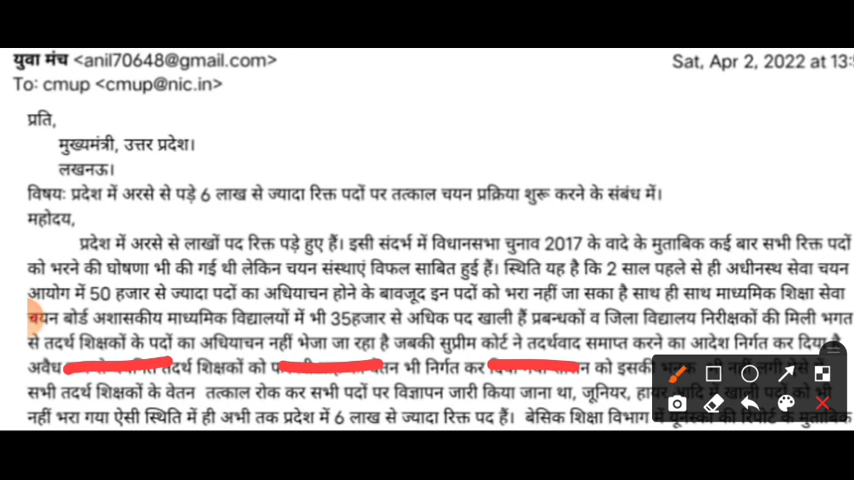 युवा मंच <anil70648@gmail.com>
Sat, Apr 2, 2022 at 13:
To: cmup <cmup@nic.in>
प्रति,
मुख्यमंत्री, उत्तर प्रदेश।
लखनऊ।
विषयः प्रदेश में अरसे से पड़े 6 लाख से ज्यादा रिक्त पदों पर तत्काल चयन प्रक्रिया शुरू करने के संबंध में।
महोदय,
प्रदेश में अरसे से लाखों पद रिक्त पड़े हुए हैं। इसी संदर्भ में विधानसभा चुनाव 2017 के वादे के मुताबिक कई बार सभी रिक्त पदों
को भरने की घोषणा भी की गई थी लेकिन चयन संस्थाएं विफल साबित हुई हैं। स्थिति यह है कि 2 साल पहले से ही अधीनस्थ सेवा चयन
आयोग में 50 हजार से ज्यादा पदों का अधियाचन होने के बावजूद इन पदों को भरा नहीं जा सका है साथ ही साथ माध्यमिक शिक्षा सेवा
चयन बोर्ड अशासकीय माध्यमिक विद्यालयों में भी 35हजार से अधिक पद खाली हैं प्रबन्धकों व जिला विद्यालय निरीक्षकों की मिली भगत
से तदर्थ शिक्षकों के पदों का अधियाचन नहीं भेजा जा रहा है जबकी सुप्रीम कोर्ट ने तदर्थवाद समाप्त करने का आदेश निर्गत कर दिया है
अवैध तदर्थ शिक्षकों को भी निर्गत कर को इसकी
सभी तदर्थ शिक्षकों के वेतन तत्काल रोक कर सभी पदों पर विज्ञापन जारी किया जाना था, जूनियर,
नहीं भरा गया ऐसी स्थिति में ही अभी तक प्रदेश में 6 लाख से ज्यादा रिक्त पद हैं। बेसिक शिक्षा विभाग में यूनेस्को की रिपोर्ट के मुताबिक